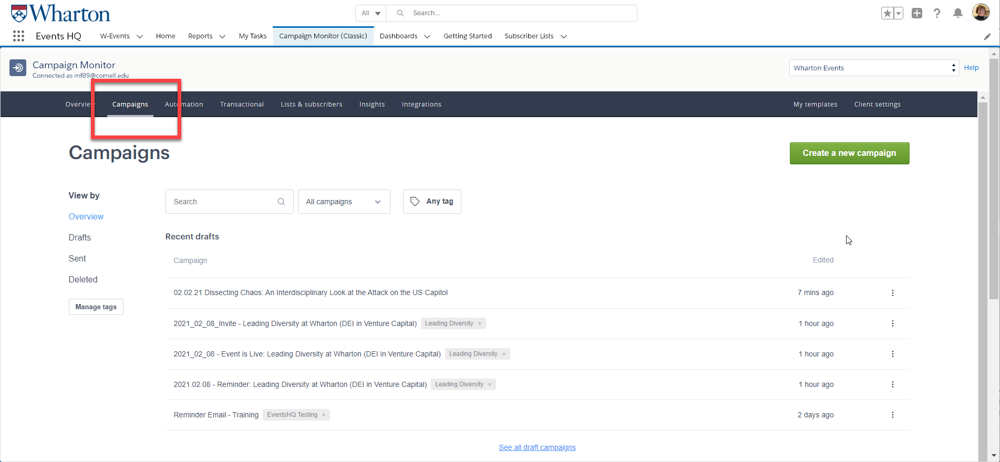 Wharton
All
Search...
Events HQ
W-Events
Home
Reports
My Tasks
Campaign Monitor (Classic)
Dashboards
Getting Started
Subscriber Lists
Campaign Monitor
Connected as mf89@cornell.edu
Wharton Events
Help
Overview
Campaigns
Automation
Transactional
Lists & subscribers
Insights
Integrations
My templates
Client settings
Campaigns
Create a new campaign
View by
Overview
Drafts
Sent
Deleted
Manage tags
Search
All campaigns
Any tag
Recent drafts
Campaign
Edited
02.02.21 Dissecting Chaos: An Interdisciplinary Look at the Attack on the US Capitol
7 mins ago
2021_02_08_Invite - Leading Diversity at Wharton (DEI in Venture Capital)
Leading Diversity ×
1 hour ago
2021_02_08 - Event is Live: Leading Diversity at Wharton (DEI in Venture Capital)
Leading Diversity ×
1 hour ago
2021.02.08 - Reminder: Leading Diversity at Wharton (DEI in Venture Capital)
Leading Diversity ×
1 hour ago
Reminder Email - Training
EventsHQ Testing ×
2 days ago
See all draft campaigns